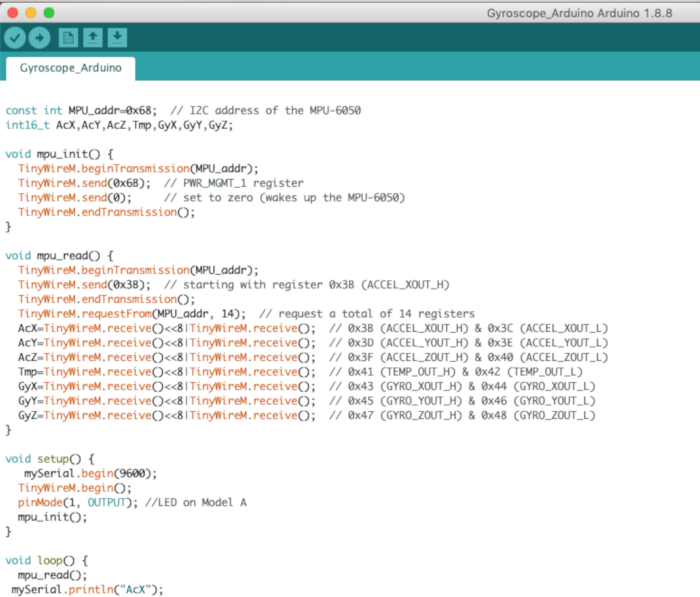 Gyroscope_Arduino Arduino 1.8.8
Gyroscope_Arduino
const int MPU_addr=0x68;  // I2C address of the MPU-6050
int16_t AcX,AcY,AcZ,Tmp,GyX,GyY,GyZ;
void mpu_init() {
TinyWireM.beginTransmission(MPU_addr);
TinyWireM.send(0x6B);  // PWR_MGMT_1 register
TinyWireM.send(0);     // set to zero (wakes up the MPU-6050)
TinyWireM.endTransmission();
}
void mpu_read() {
TinyWireM.beginTransmission(MPU_addr);
TinyWireM.send(0x3B);  // starting with register 0x3B (ACCEL_XOUT_H)
TinyWireM.endTransmission();
TinyWireM.requestFrom(MPU_addr, 14);  // request a total of 14 registers
AcX=TinyWireM.receive()<<8|TinyWireM.receive();  // 0x3B (ACCEL_XOUT_H) & 0x3C (ACCEL_XOUT_L)
AcY=TinyWireM.receive()<<8|TinyWireM.receive();  // 0x3D (ACCEL_YOUT_H) & 0x3E (ACCEL_YOUT_L)
AcZ=TinyWireM.receive()<<8|TinyWireM.receive();  // 0x3F (ACCEL_ZOUT_H) & 0x40 (ACCEL_ZOUT_L)
Tmp=TinyWireM.receive()<<8|TinyWireM.receive();  // 0x41 (TEMP_OUT_H) & 0x42 (TEMP_OUT_L)
GyX=TinyWireM.receive()<<8|TinyWireM.receive();  // 0x43 (GYRO_XOUT_H) & 0x44 (GYRO_XOUT_L)
GyY=TinyWireM.receive()<<8|TinyWireM.receive();  // 0x45 (GYRO_YOUT_H) & 0x46 (GYRO_YOUT_L)
GyZ=TinyWireM.receive()<<8|TinyWireM.receive();  // 0x47 (GYRO_ZOUT_H) & 0x48 (GYRO_ZOUT_L)
}
void setup() {
mySerial.begin(9600);
TinyWireM.begin();
pinMode(1, OUTPUT); //LED on Model A
mpu_init();
}
void loop() {
mpu_read();
mySerial.println("AcX");